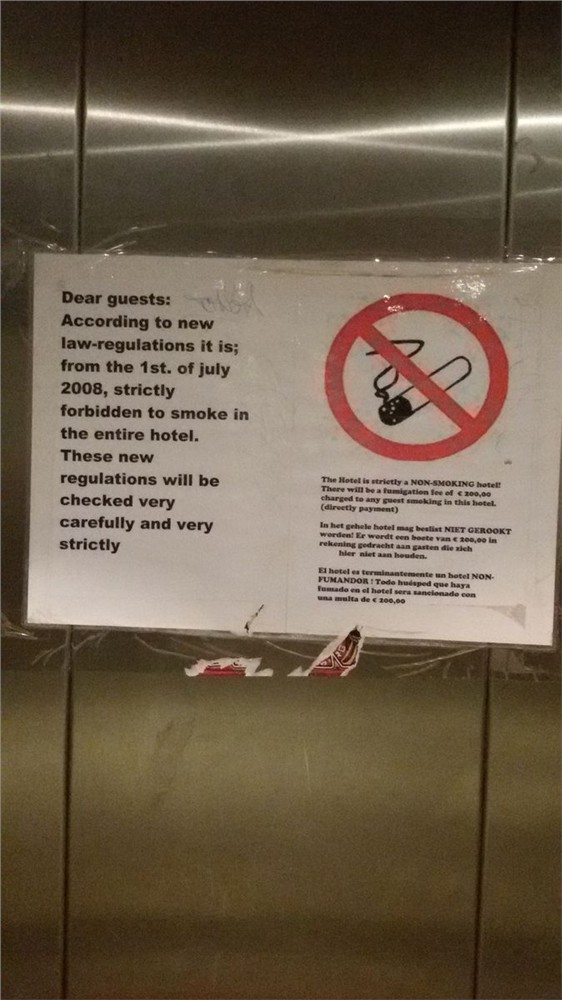 Dear guests:
According to new
law-regulations it is;
from the 1st. of july
2008, strictly
forbidden to smoke in
the entire hotel.
These new
regulations will be
checked very
carefully and very
strictly
The Hotel is strictly a NON-SMOKING hotel!
There will be a fumigation fee of € 200,00
charged to any guest smoking in this hotel.
(directly payment)
In het gehele hotel mag beslist NIET GEROOKT
worden! Er wordt een boete van € 200,00 in
rekening gedracht aan gasten die zich
hier niet aan houden.
El hotel es terminantemente un hotel NON-
FUMANDOR ! Todo huésped que haya
fumado en el hotel sera sancionado con
una multa de € 200,00